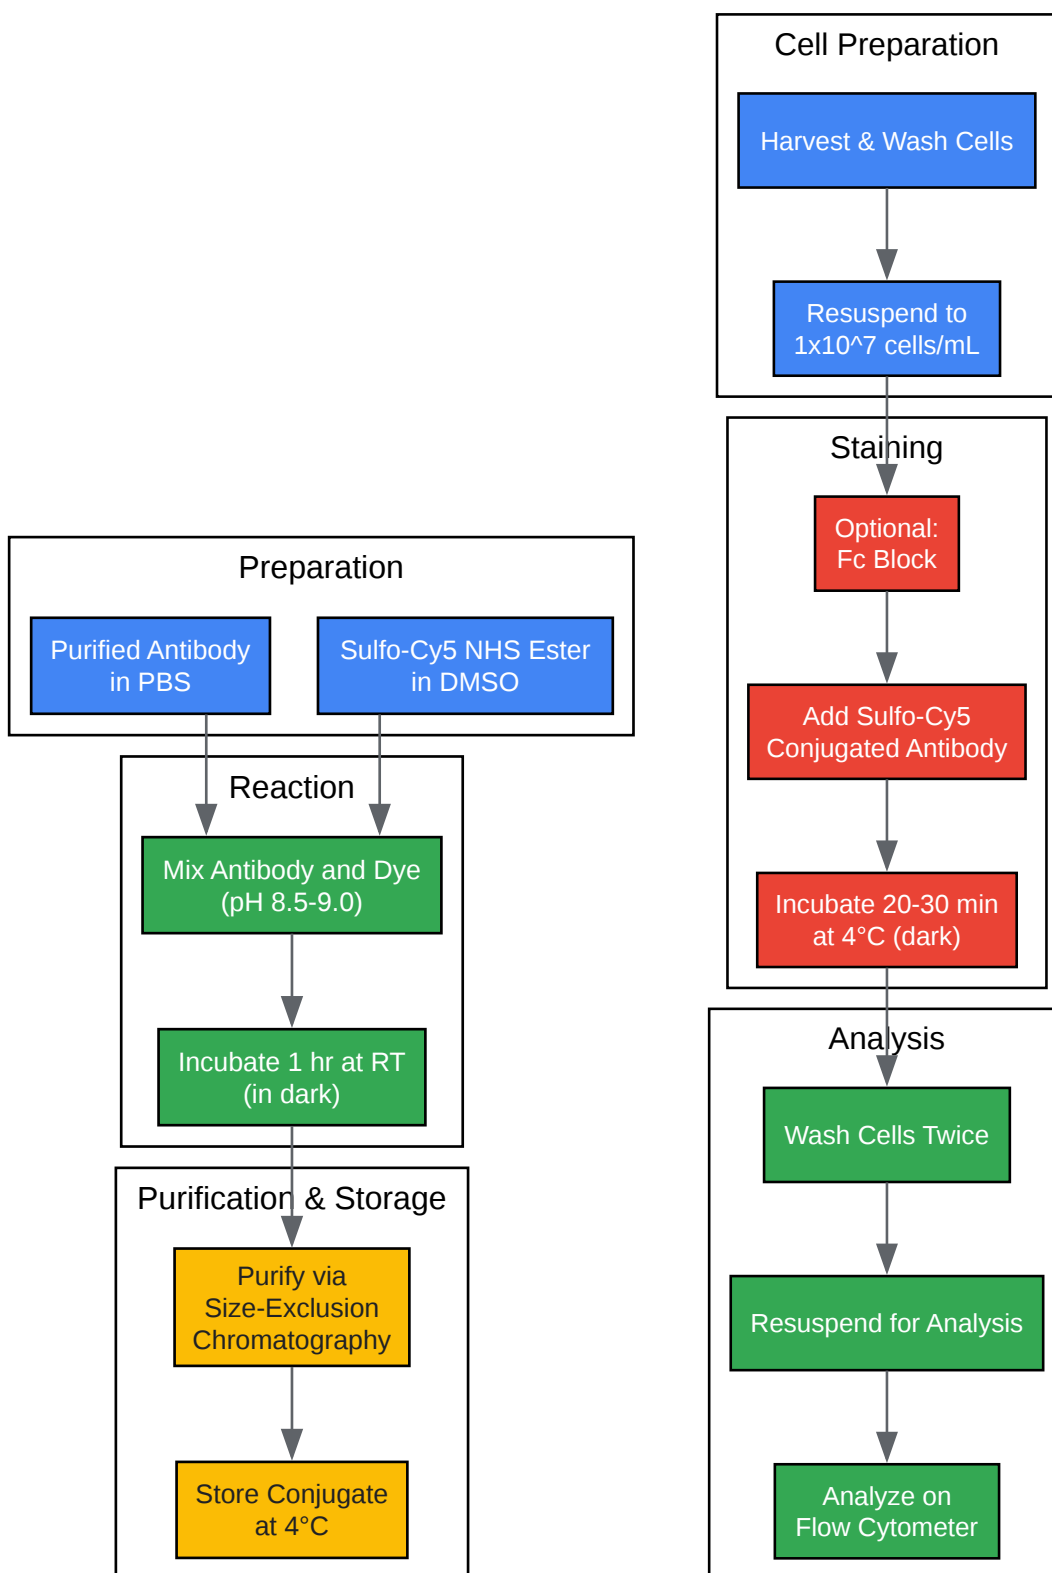 Preparation
Purified Antibody
in PBS
Sulfo-Cy5 NHS Ester
in DMSO
Reaction
Mix Antibody and Dye
(pH 8.5-9.0)
Incubate 1 hr at RT
(in dark)
Purification & Storage
Purify via
Size-Exclusion
Chromatography
Store Conjugate
at 4°C
Cell Preparation
Harvest & Wash Cells
Resuspend to
1x10^7 cells/mL
Staining
Optional:
Fc Block
Add Sulfo-Cy5
Conjugated Antibody
Incubate 20-30 min
at 4°C (dark)
Analysis
Wash Cells Twice
Resuspend for Analysis
Analyze on
Flow Cytometer